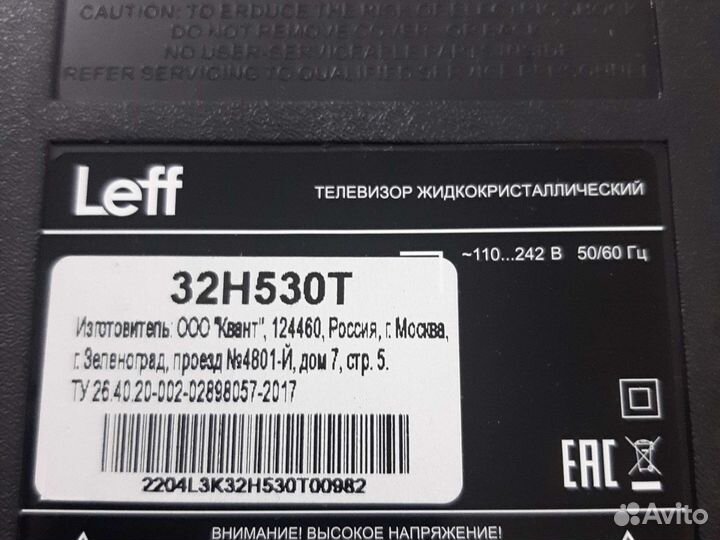 CAUTION: TO ERDUCE THE RISK OF ELECTRIC SHOCK
DO NOT REMOVE COVER OR BACK
NO USER-SERVICEABLE PARTS INSIDE
REFER SERVICING TO QUALIFIED SERVICE PERSONNEL
Leff
ТЕЛЕВИЗОР ЖИДКОКРИСТАЛЛИЧЕСКИЙ
~110...242 В 50/60 Гц
32H530T
Изготовитель: ООО "Квант", 124460, Россия, г. Москва,
г. Зеленоград, проезд №4801-Й, дом 7, стр. 5.
ТУ 26.40.20-002-02898057-2017
2204L3K32H530T00982
EAC
ВНИМАНИЕ! ВЫСОКОЕ НАПРЯЖЕНИЕ!
Avito